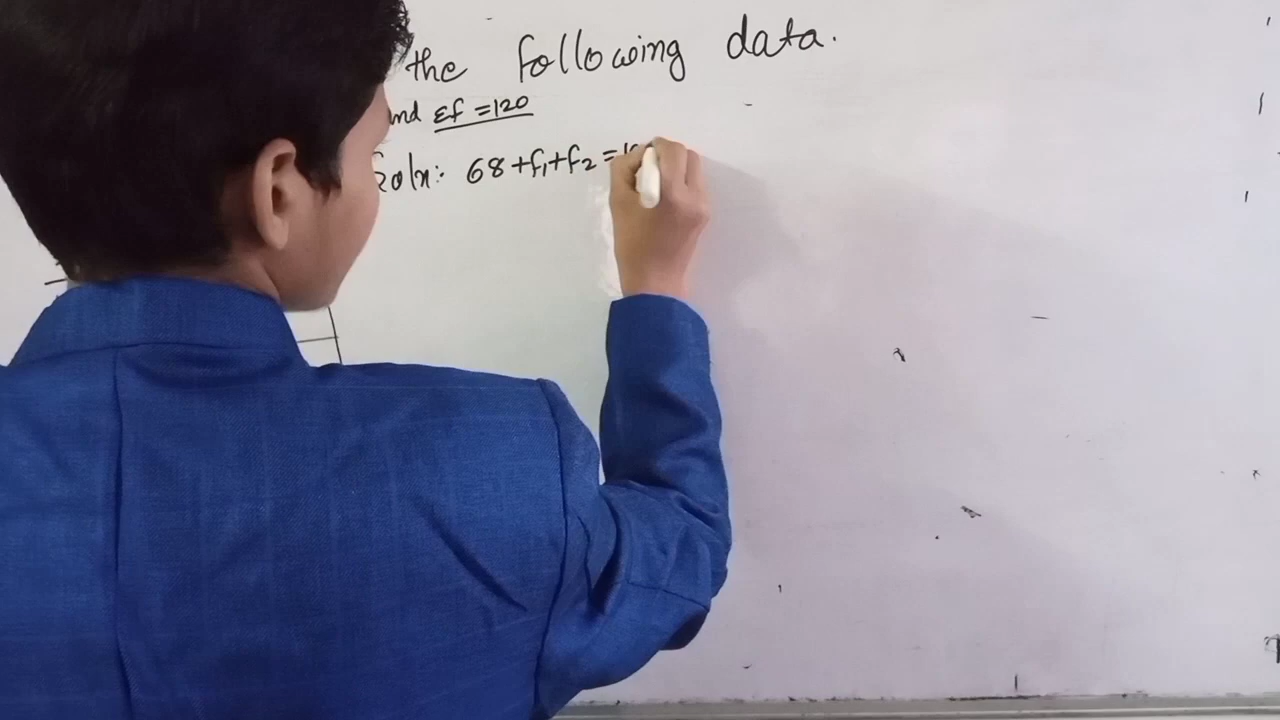 the following data.
and Σf = 120
Soln: 68 + f₁ + f₂ =